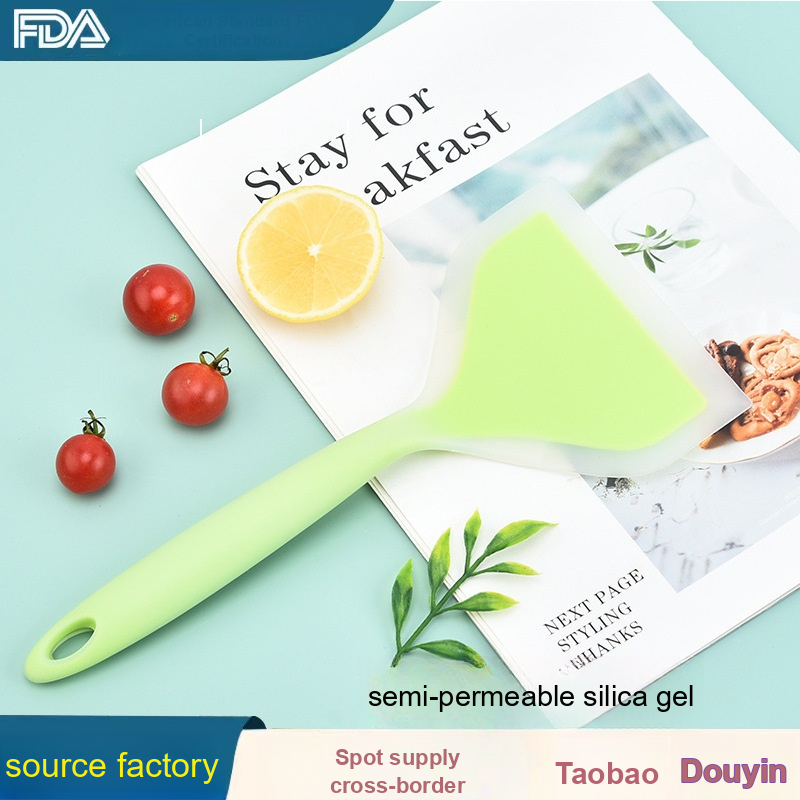 FDA
Stay for
akfast
NEXT PAGE
STYLING
semi-permeable silica gel
source factory
Spot supply
cross-border
Taobao Douyin